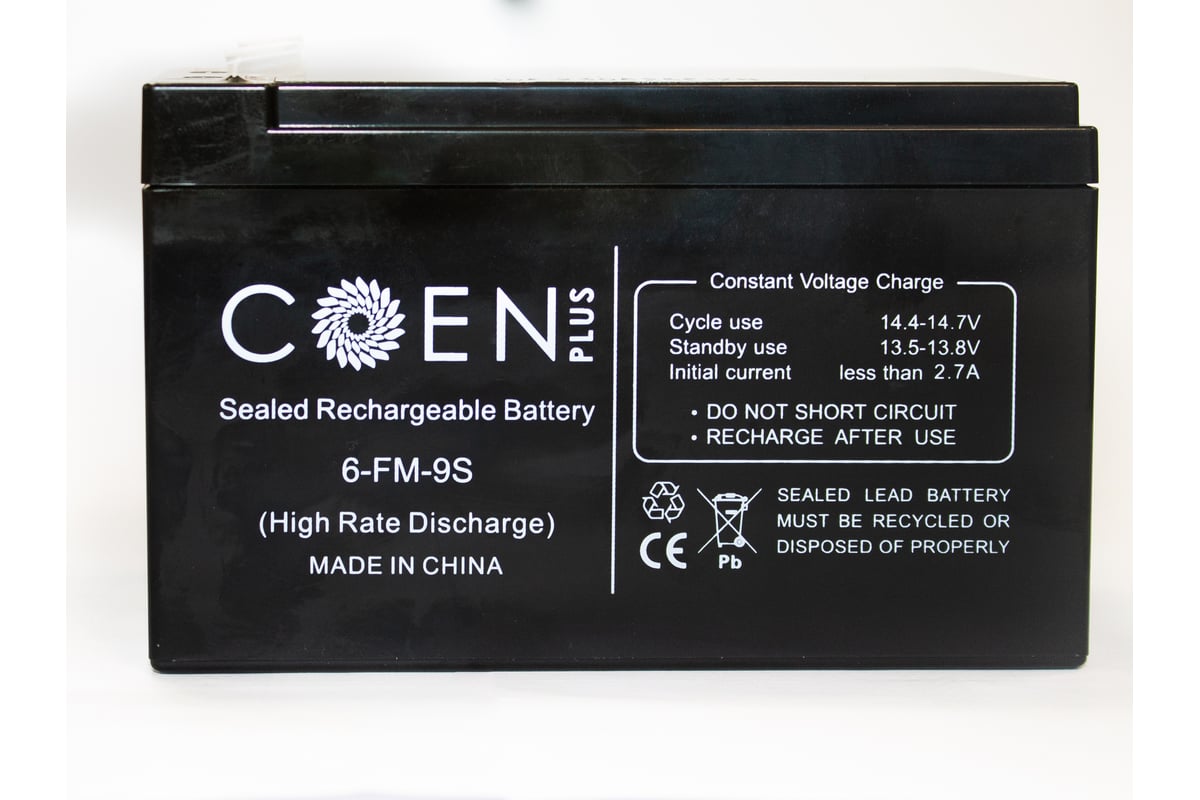 COEN PLUS
Sealed Rechargeable Battery
6-FM-9S
(High Rate Discharge)
MADE IN CHINA
Constant Voltage Charge
Cycle use 14.4-14.7V
Standby use 13.5-13.8V
Initial current less than 2.7A
• DO NOT SHORT CIRCUIT
• RECHARGE AFTER USE
CE
Pb
SEALED LEAD BATTERY
MUST BE RECYCLED OR
DISPOSED OF PROPERLY